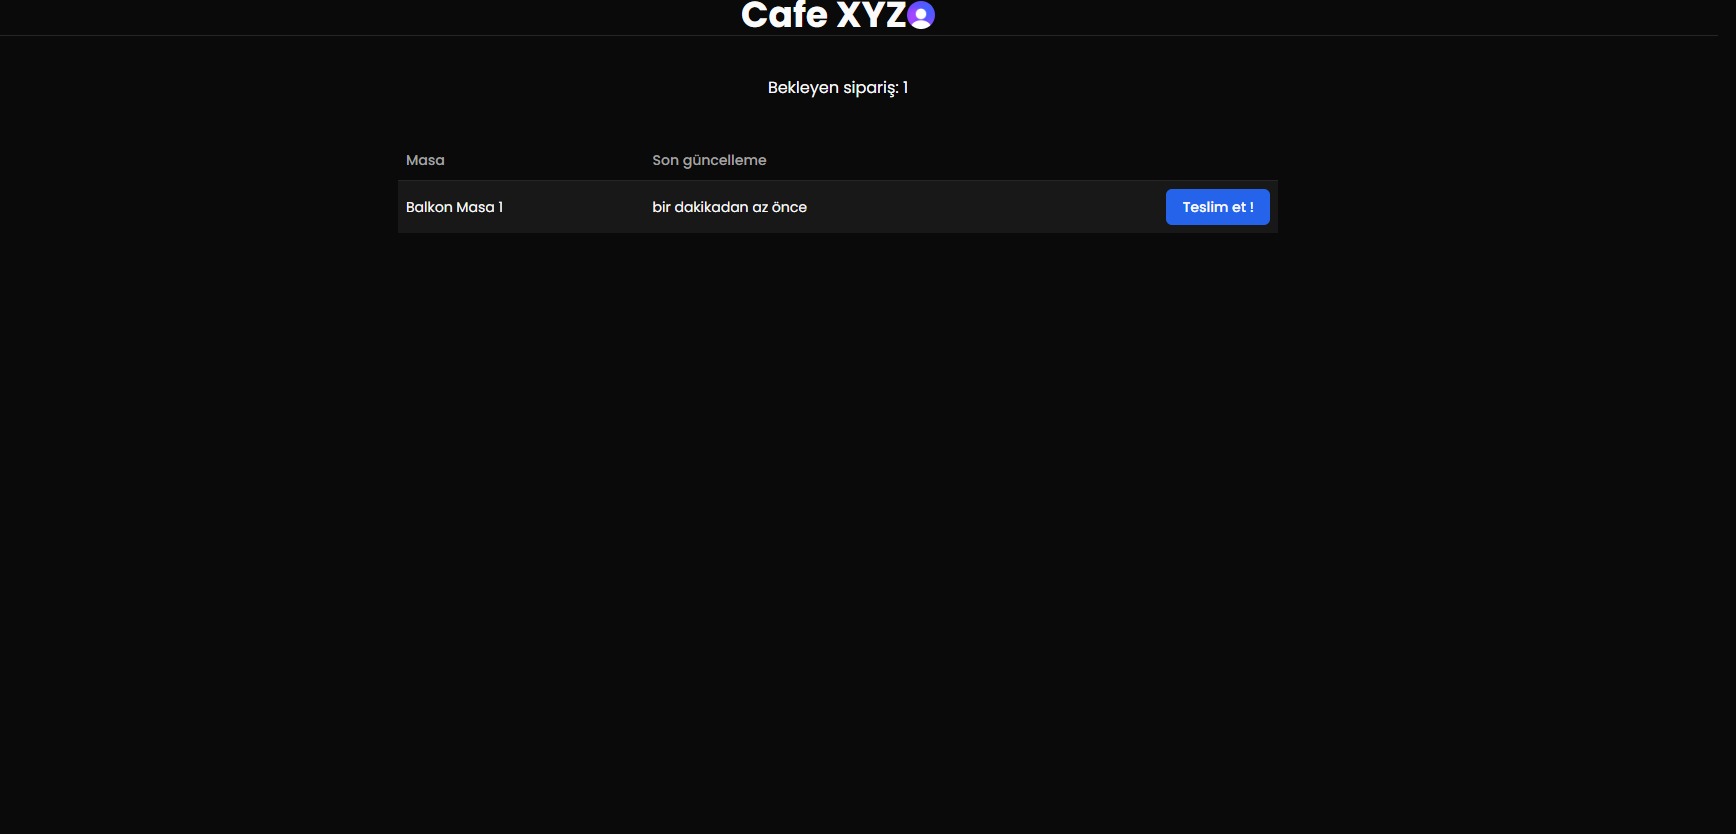 Cafe XYZ
Bekleyen sipariş: 1
Masa Son güncelleme
Balkon Masa 1 bir dakikadan az önce Teslim et !